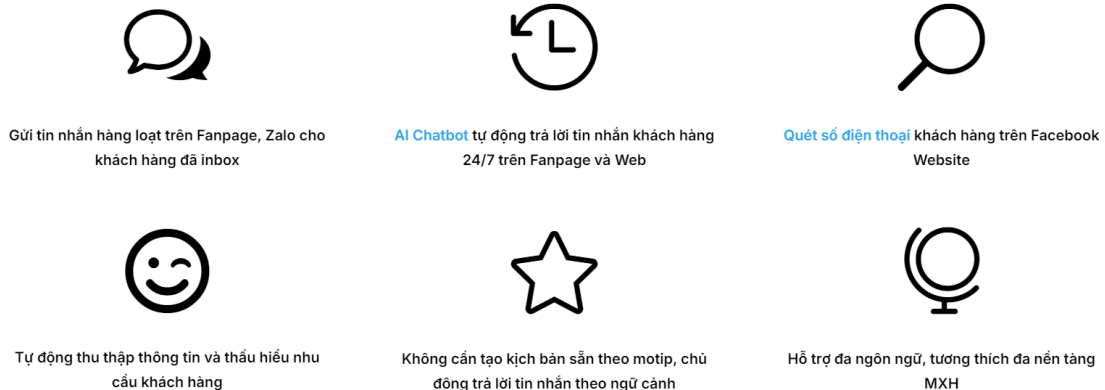 Gửi tin nhắn hàng loạt trên Fanpage, Zalo cho
khách hàng đã inbox
AI Chatbot tự động trả lời tin nhắn khách hàng
24/7 trên Fanpage và Web
Quét số điện thoại khách hàng trên Facebook
Website
Tự động thu thập thông tin và thấu hiểu nhu
cầu khách hàng
Không cần tạo kịch bản sẵn theo motip, chủ
động trả lời tin nhắn theo ngữ cảnh
Hỗ trợ đa ngôn ngữ, tương thích đa nền tảng
MXH